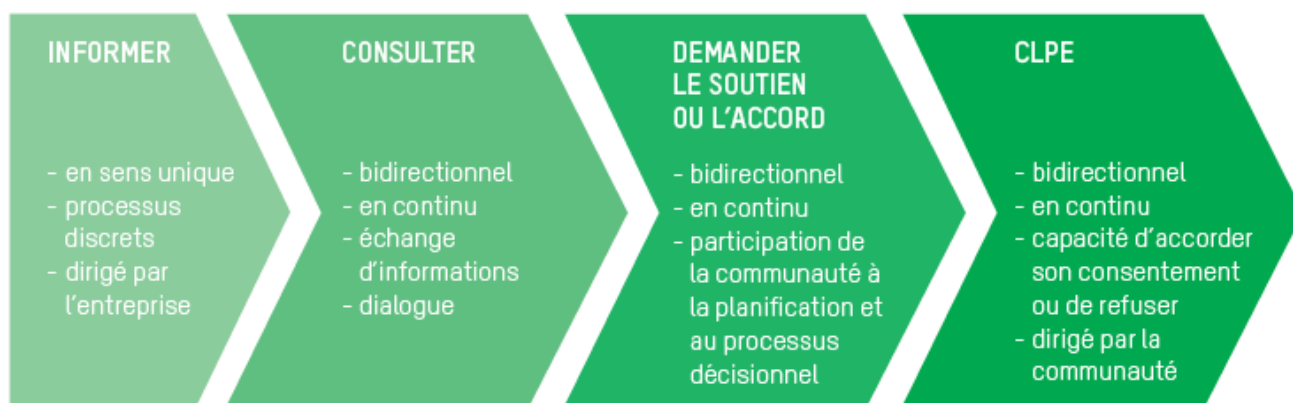 INFORMER
- en sens unique
- processus
discrets
- dirigé par
l'entreprise
CONSULTER
- bidirectionnel
- en continu
- échange
d'informations
- dialogue
DEMANDER
LE SOUTIEN
OU L'ACCORD
- bidirectionnel
- en continu
- participation de
la communauté à
la planification et
au processus
décisionnel
CLPE
- bidirectionnel
- en continu
- capacité d'accorder
son consentement
ou de refuser
- dirigé par la
communauté